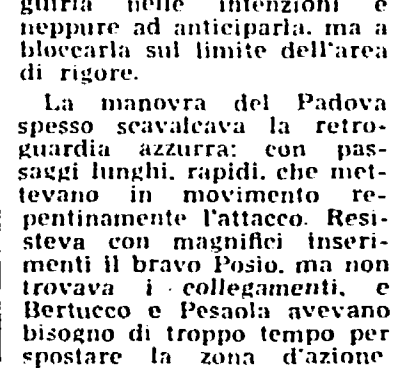 guirla nelle intenzioni e
neppure ad anticiparla, ma a
bloccarla sul limite dell'area
di rigore.
La manovra del Padova
spesso scavalcava la retro-
guardia azzurra: con pas-
saggi lunghi, rapidi, che met-
tevano in movimento re-
pentinamente l'attacco. Resi-
steva con magnifici inseri-
menti il bravo Posio, ma non
trovava i collegamenti, e
Bertucco e Pesaola avevano
bisogno di troppo tempo per
spostare la zona d'azione